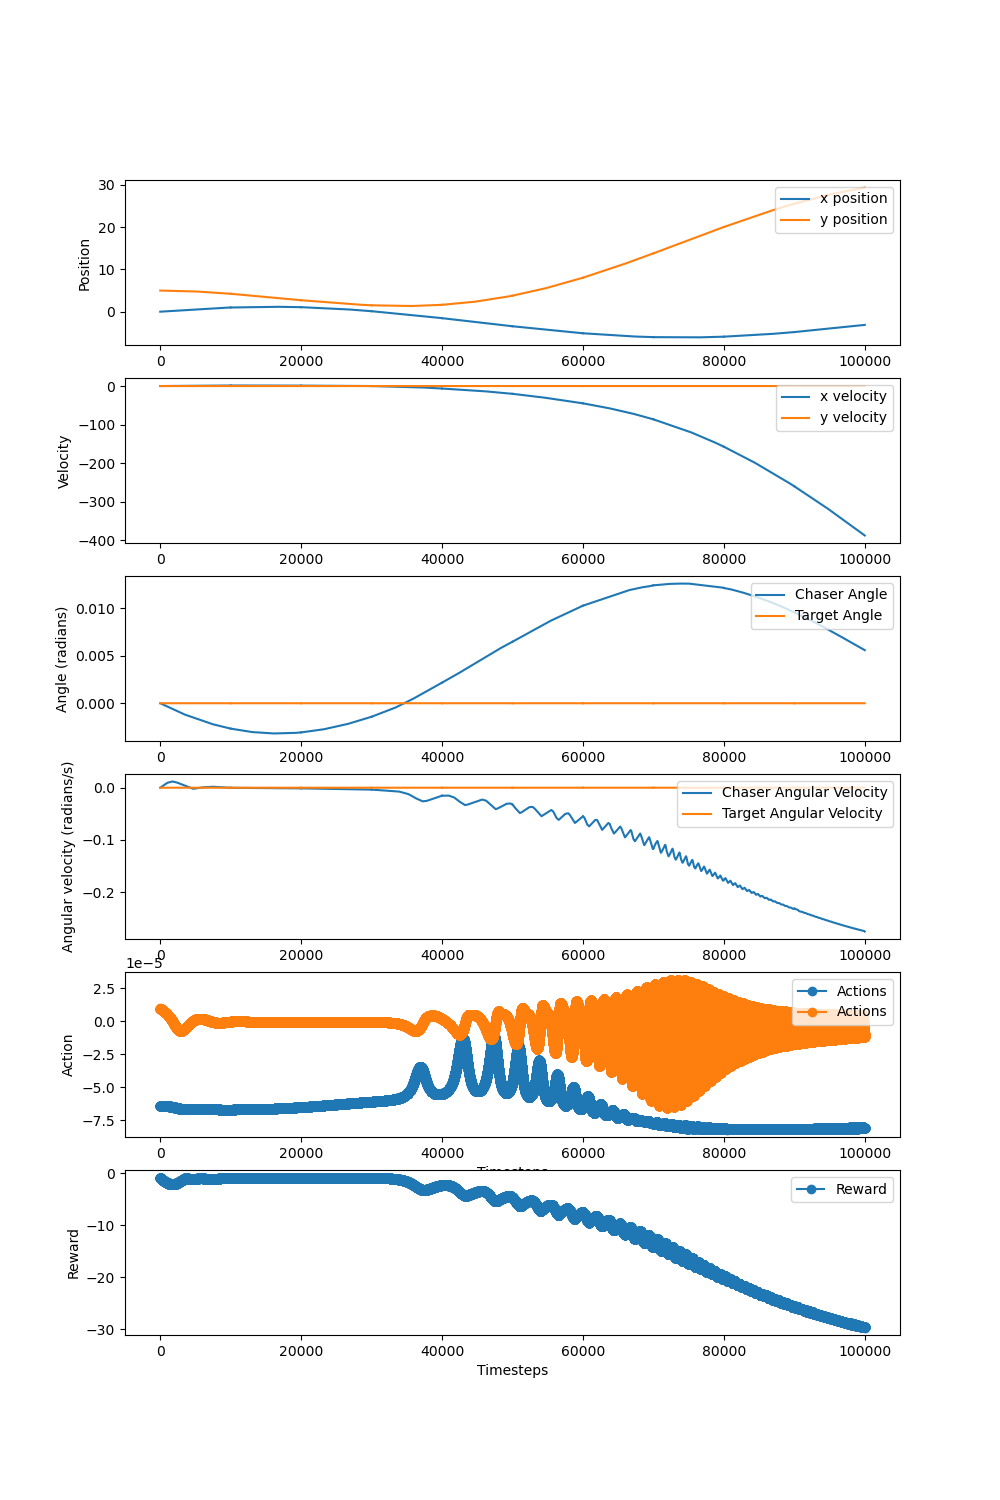 30
20
10
0
Position
x position
y position
0 20000 40000 60000 80000 100000
0
−100
−200
−300
−400
Velocity
x velocity
y velocity
0 20000 40000 60000 80000 100000
0.010
0.005
0.000
Angle (radians)
Chaser Angle
Target Angle
0 20000 40000 60000 80000 100000
0.0
−0.1
−0.2
Angular velocity (radians/s)
Chaser Angular Velocity
Target Angular Velocity
0 20000 40000 60000 80000 100000
1e−5
2.5
0.0
−2.5
−5.0
−7.5
Action
Actions
Actions
0 20000 40000 60000 80000 100000
Timesteps
0
−10
−20
−30
Reward
Reward
0 20000 40000 60000 80000 100000
Timesteps